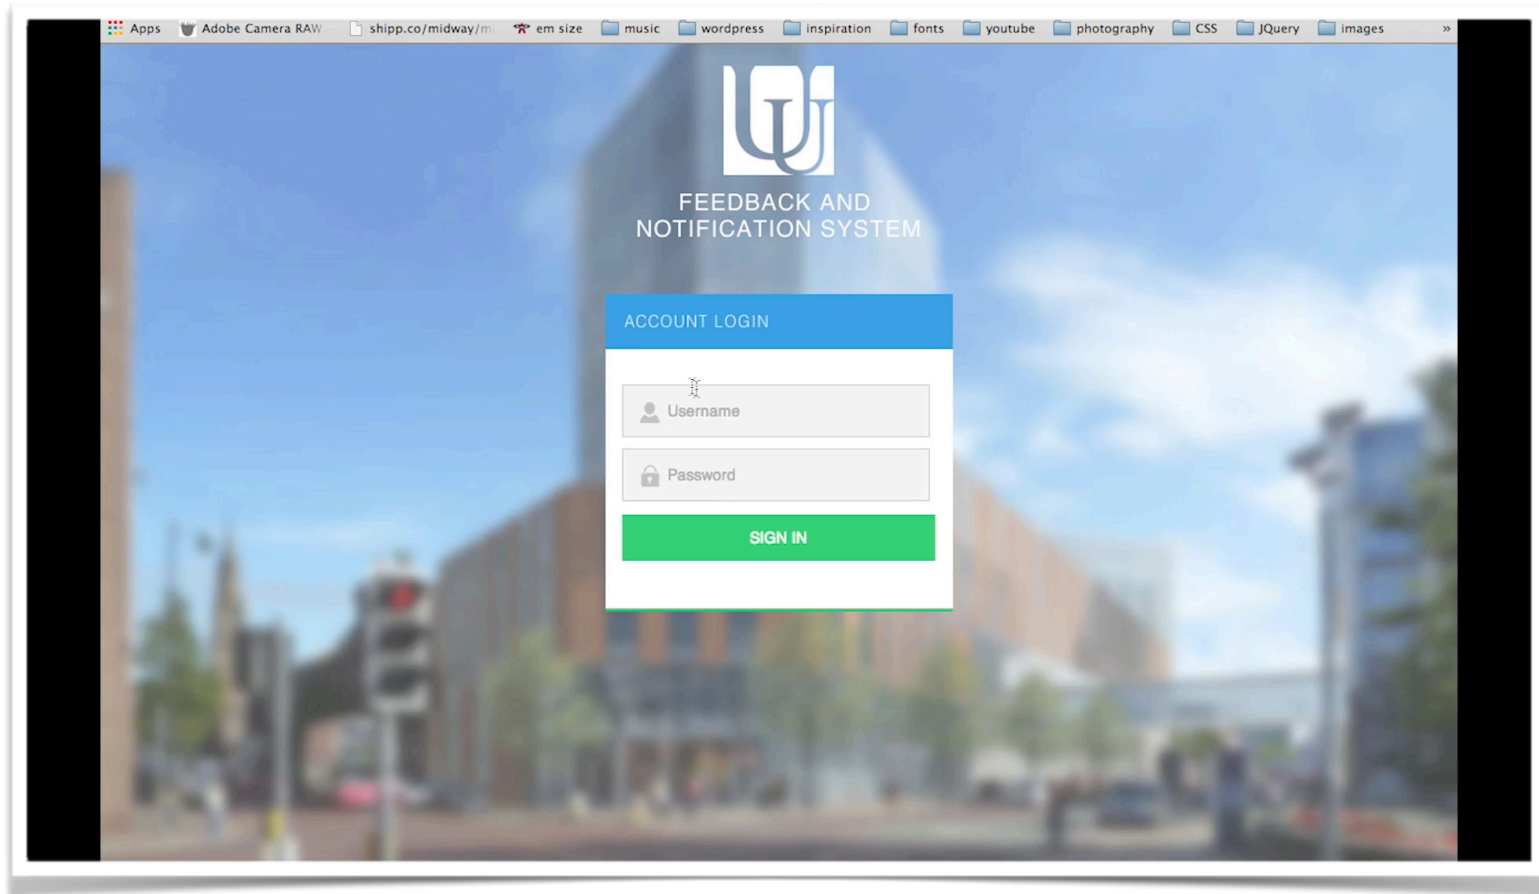 Apps Adobe Camera RAW shipp.co/midway/m em size music wordpress inspiration fonts youtube photography CSS JQuery images »
UU
FEEDBACK AND
NOTIFICATION SYSTEM
ACCOUNT LOGIN
Username
Password
SIGN IN